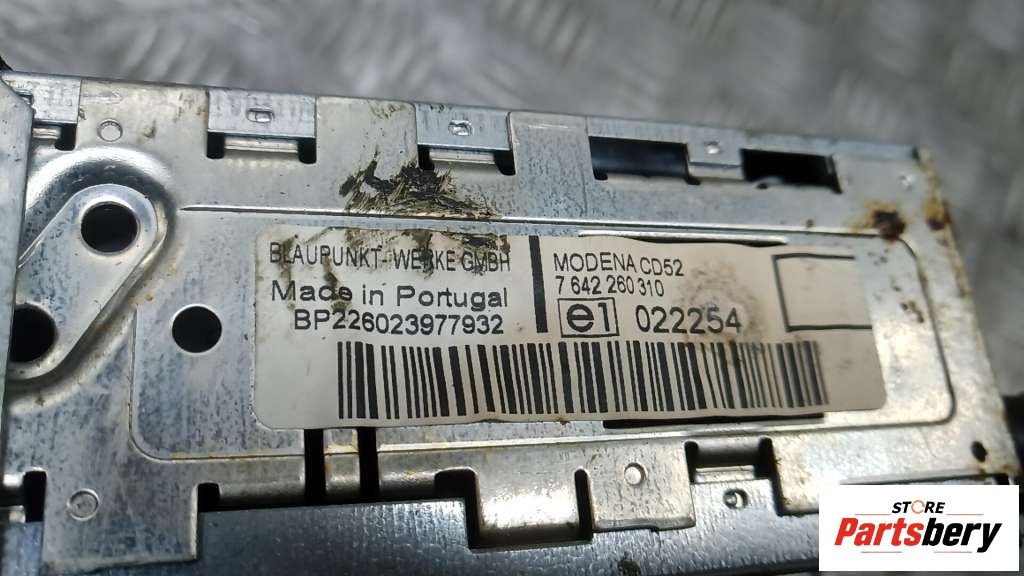 BLAUPUNKT-WERKE GMBH
Made in Portugal
BP226023977932
MODENA CD52
7 642 260 310
e1 022254
STORE
Partsbery